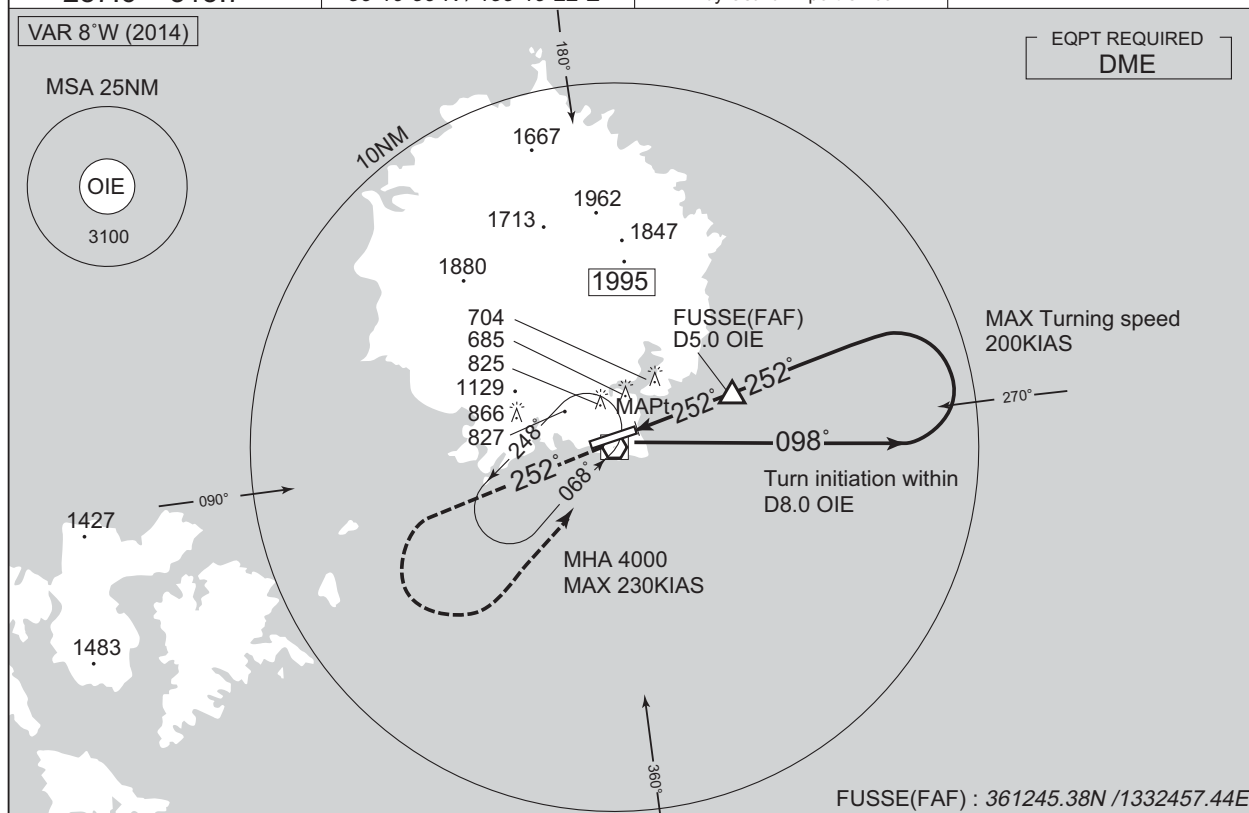 VAR 8˚W (2014)
EQPT REQUIRED
DME
MSA 25NM
OIE
3100
180°
10NM
1667
1962
1713
1847
1880
1995
704
685
825
1129
866
827
FUSSE(FAF)
D5.0 OIE
MAX Turning speed
200KIAS
252°
252°
MAPt
270°
248°
098°
252°
068°
Turn initiation within
D8.0 OIE
090°
1427
MHA 4000
MAX 230KIAS
1483
360°
FUSSE(FAF) : 361245.38N /1332457.44E